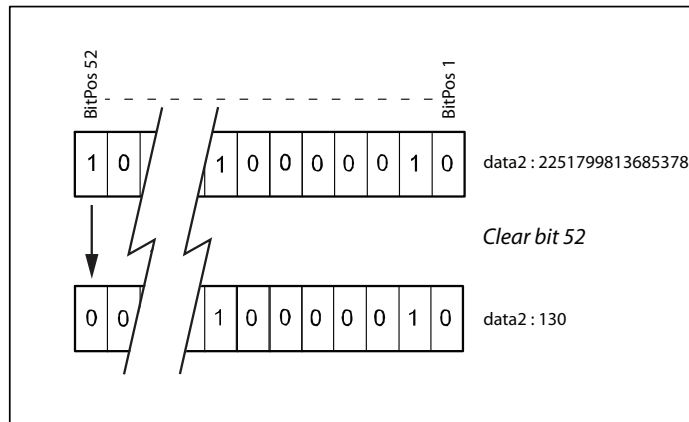 BitPos 52
BitPos 1
1 0 1 0 0 0 0 0 1 0
data2 : 2251799813685378
Clear bit 52
0 0 1 0 0 0 0 0 1 0
data2 : 130